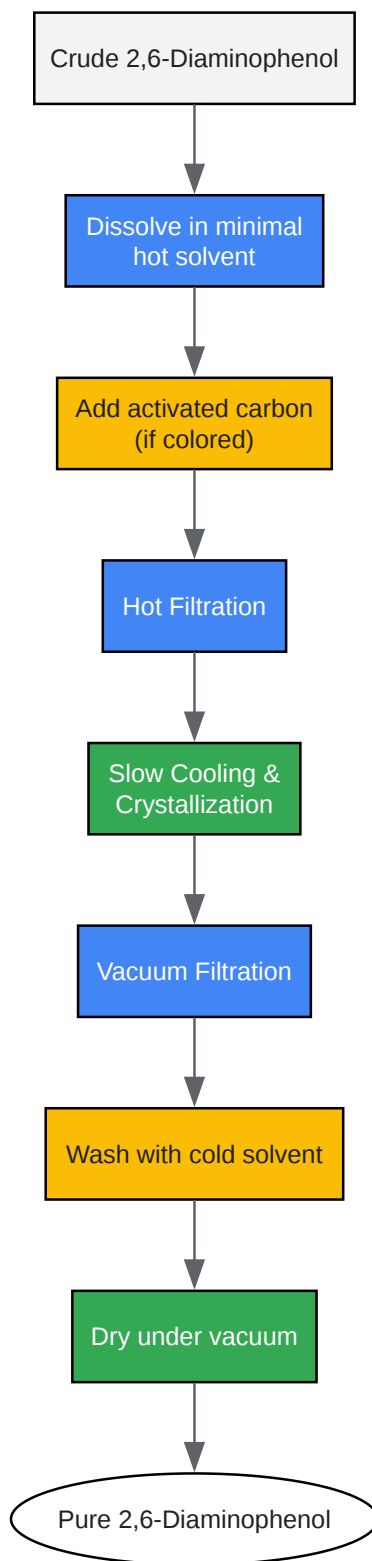 Crude 2,6-Diaminophenol
Dissolve in minimal
hot solvent
Add activated carbon
(if colored)
Hot Filtration
Slow Cooling &
Crystallization
Vacuum Filtration
Wash with cold solvent
Dry under vacuum
Pure 2,6-Diaminophenol